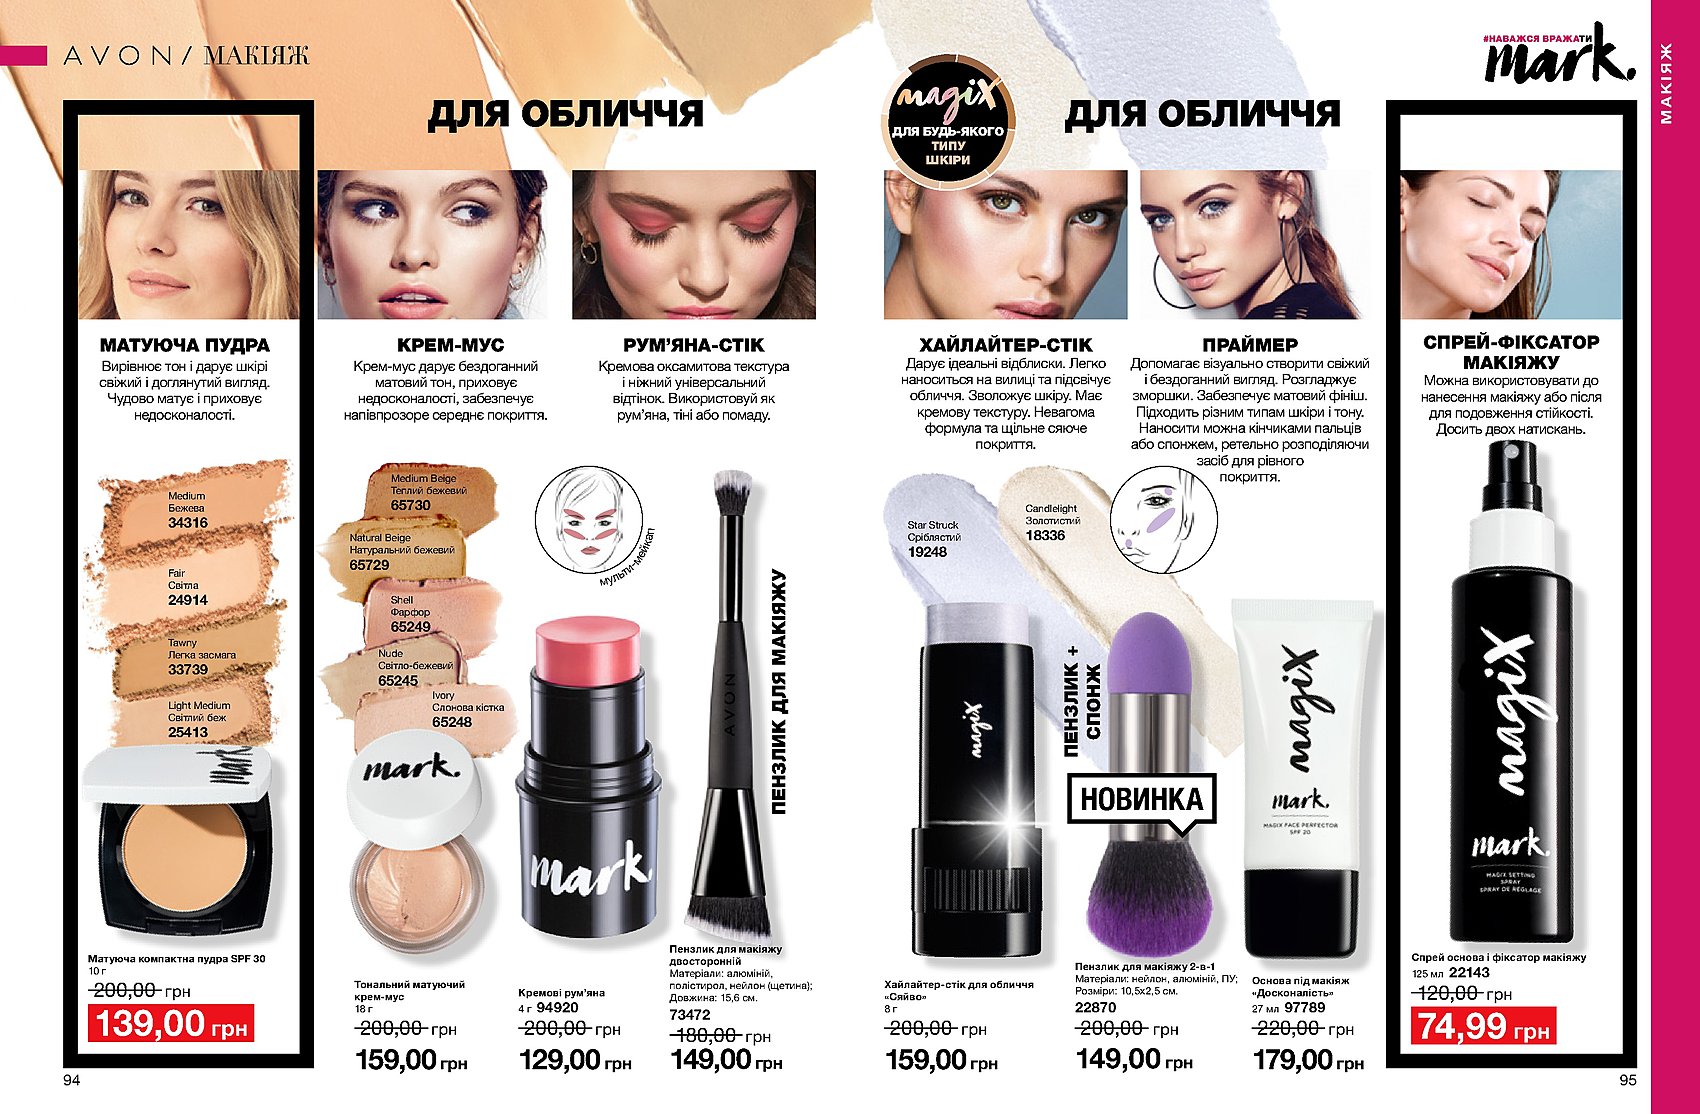 AVON / МАКІЯЖ
ДЛЯ ОБЛИЧЧЯ
МАТУЮЧА ПУДРА
Вирівнює тон і дарує шкірі
свіжий і доглянутий вигляд.
Чудово матує і приховує
недосконалості.
КРЕМ-МУС
Крем-мус дарує бездоганний
матовий тон, приховує
недосконалості, забезпечує
напівпрозоре середнє покриття.
РУМ’ЯНА-СТІК
Кремова оксамитова текстура
і ніжний універсальний
відтінок. Використовуй як
рум’яна, тіні або помаду.
Medium
Бежева
34316
Fair
Світла
24914
Tawny
Легка засмага
33739
Light Medium
Світлий беж
25413
mark.
Medium Beige
Теплий бежевий
65730
Natural Beige
Натуральний бежевий
65729
Shell
Фарфор
65249
Nude
Світло-бежевий
65245
Ivory
Слонова кістка
65248
mark.
мульти-мейкап
mark.
AVON
ПЕНЗЛИК ДЛЯ МАКІЯЖУ
Матуюча компактна пудра SPF 30
10 г
200,00 грн
139,00 грн
Тональний матуючий
крем-мус
18 г
200,00 грн
159,00 грн
Кремові рум’яна
4 г 94920
200,00 грн
129,00 грн
Пензлик для макіяжу
двосторонній
Матеріали: алюміній,
полістирол, нейлон (щетина);
Довжина: 15,6 см.
73472
180,00 грн
149,00 грн
94
magix
ДЛЯ БУДЬ-ЯКОГО
ТИПУ
ШКІРИ
ДЛЯ ОБЛИЧЧЯ
#НАВАЖСЯ ВРАЖАТИ
mark.
МАКІЯЖ
ХАЙЛАЙТЕР-СТІК
Дарує ідеальні відблиски. Легко
наноситься на вилиці та підсвічує
обличчя. Зволожує шкіру. Має
кремову текстуру. Невагома
формула та щільне сяюче
покриття.
ПРАЙМЕР
Допомагає візуально створити свіжий
і бездоганний вигляд. Розгладжує
зморшки. Забезпечує матовий фініш.
Підходить різним типам шкіри і тону.
Наносити можна кінчиками пальців
або спонжем, ретельно розподіляючи
засіб для рівного
покриття.
СПРЕЙ-ФІКСАТОР
МАКІЯЖУ
Можна використовувати до
нанесення макіяжу або після
для подовження стійкості.
Досить двох натискань.
Star Struck
Сріблястий
19248
Candlelight
Золотистий
18336
magix
ПЕНЗЛИК +
СПОНЖ
НОВИНКА
magix
mark.
MAGIX FACE PERFECTOR
SPF 20
magix
mark.
MAGIX SETTING
SPRAY
SPRAY DE RÉGLAGE
Хайлайтер-стік для обличчя
«Сяйво»
8 г
200,00 грн
159,00 грн
Пензлик для макіяжу 2-в-1
Матеріали: нейлон, алюміній, ПУ;
Розміри: 10,5х2,5 см.
22870
200,00 грн
149,00 грн
Основа під макіяж
«Досконалість»
27 мл 97789
220,00 грн
179,00 грн
Спрей основа і фіксатор макіяжу
125 мл 22143
120,00 грн
74,99 грн
95